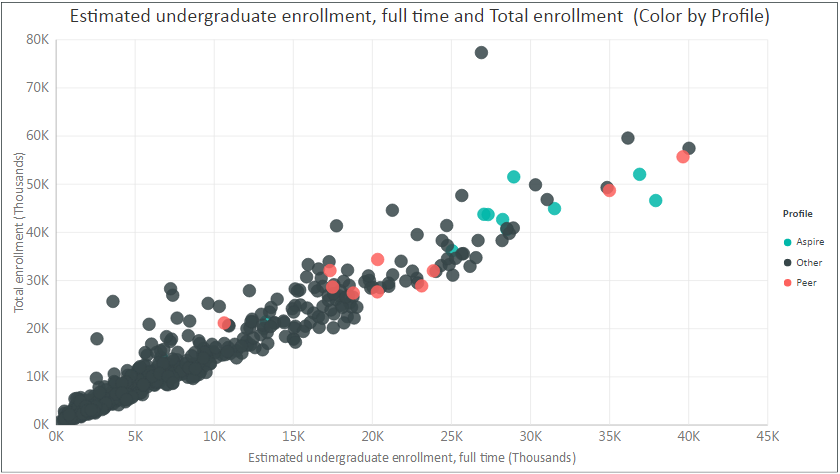 Estimated undergraduate enrollment, full time and Total enrollment (Color by Profile)
Total enrollment (Thousands)
80K
70K
60K
50K
40K
30K
20K
10K
0K
0K 5K 10K 15K 20K 25K 30K 35K 40K 45K
Estimated undergraduate enrollment, full time (Thousands)
Profile
Aspire
Other
Peer